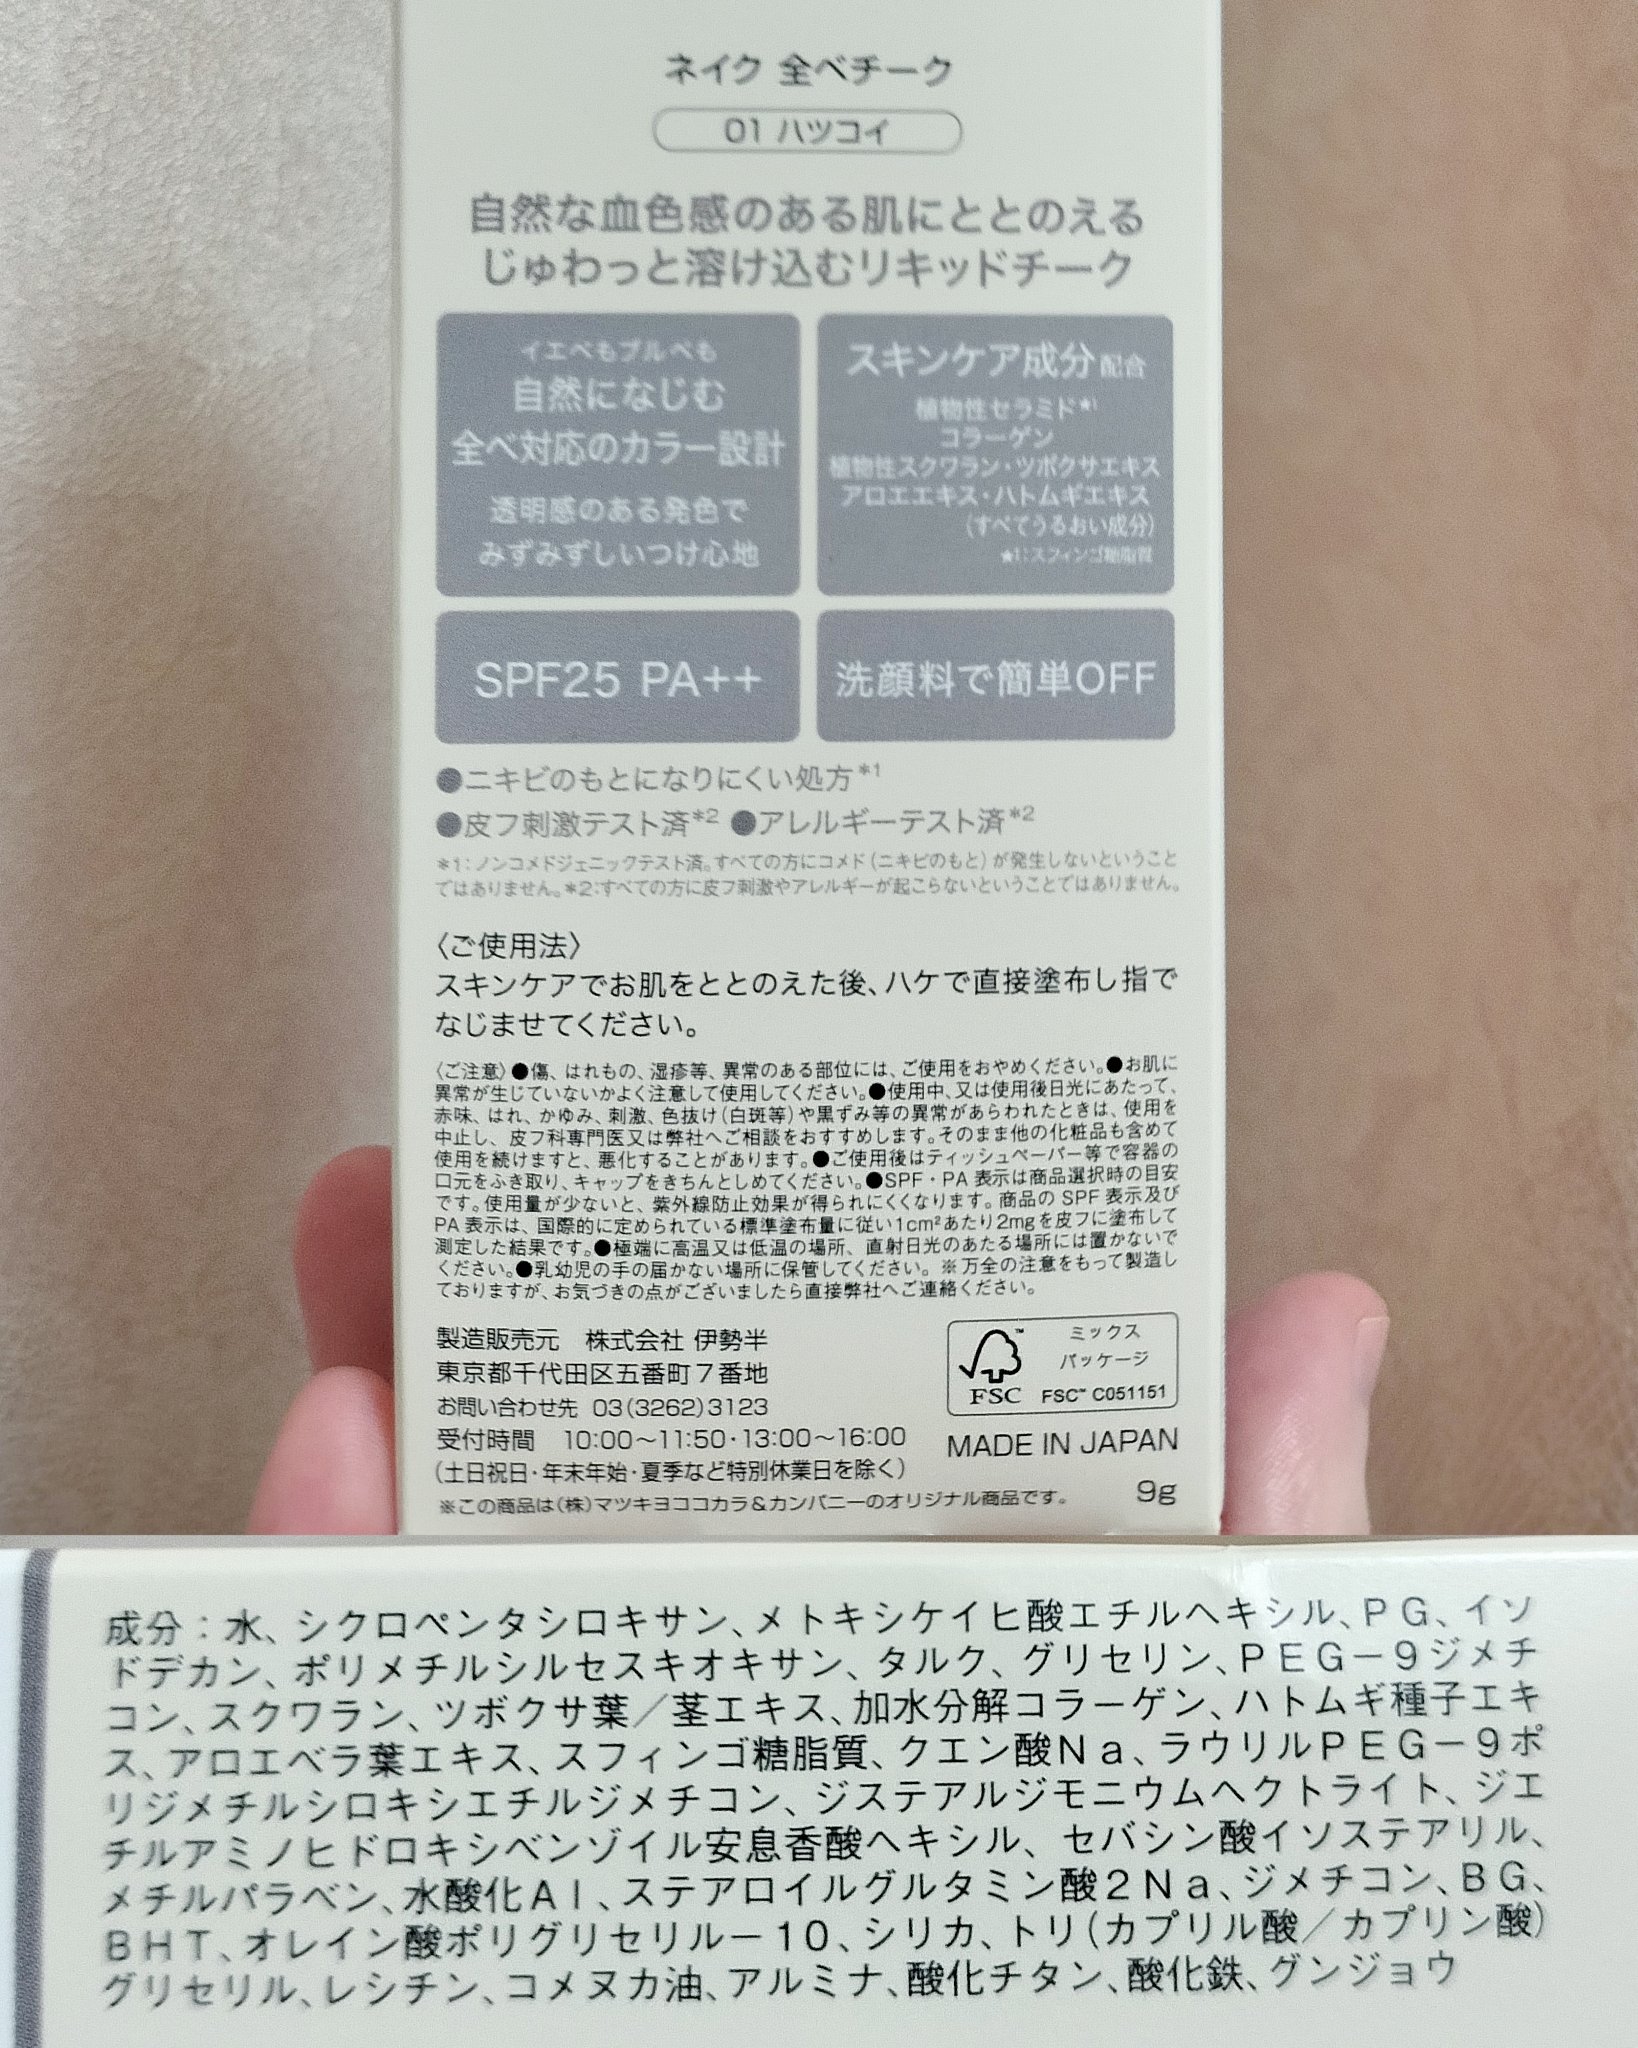 ネイク 全ベチーク
01 ハツコイ
自然な血色感のある肌にととのえる
じゅわっと溶け込むリキッドチーク
イエベもブルベも
自然になじむ
全ベ対応のカラー設計
透明感のある発色で
みずみずしいつけ心地
スキンケア成分 配合
植物性セラミド★1
コラーゲン
植物性スクワラン・ツボクサエキス
アロエエキス・ハトムギエキス
(すべてうるおい成分)
★1:スフィンゴ糖脂質
SPF25 PA++
洗顔料で簡単OFF
●ニキビのもとになりにくい処方*1
●皮フ刺激テスト済*2 ●アレルギーテスト済*2
*1:ノンコメドジェニックテスト済。すべての方にコメド(ニキビのもと)が発生しないということ
ではありません。*2:すべての方に皮フ刺激やアレルギーが起こらないということではありません。
〈ご使用法〉
スキンケアでお肌をととのえた後、ハケで直接塗布し指で
なじませてください。
〈ご注意〉●傷、はれもの、湿疹等、異常のある部位には、ご使用をおやめください。●お肌に
異常が生じていないかよく注意して使用してください。●使用中、又は使用後日光にあたって、
赤味、はれ、かゆみ、刺激、色抜け(白斑等)や黒ずみ等の異常があらわれたときは、使用を
中止し、皮フ科専門医又は弊社へご相談をおすすめします。そのまま他の化粧品も含めて
使用を続けますと、悪化することがあります。●ご使用後はティッシュペーパー等で容器の
口元をふき取り、キャップをきちんとしめてください。●SPF・PA 表示は商品選択時の目安
です。使用量が少ないと、紫外線防止効果が得られにくくなります。商品の SPF 表示及び
PA 表示は、国際的に定められている標準塗布量に従い1cm²あたり2mgを皮フに塗布して
測定した結果です。●極端に高温又は低温の場所、直射日光のあたる場所には置かないで
ください。●乳幼児の手の届かない場所に保管してください。※万全の注意をもって製造し
ておりますが、お気づきの点がございましたら直接弊社へご連絡ください。
製造販売元 株式会社 伊勢半
東京都千代田区五番町7番地
お問い合わせ先 03(3262)3123
受付時間 10:00~11:50・13:00~16:00
(土日祝日・年末年始・夏季など特別休業日を除く)
※この商品は(株)マツキヨココカラ&カンパニーのオリジナル商品です。
FSC
ミックス
パッケージ
FSC™ C051151
MADE IN JAPAN
9g
成分:水、シクロペンタシロキサン、メトキシケイヒ酸エチルヘキシル、PG、イソ
ドデカン、ポリメチルシルセスキオキサン、タルク、グリセリン、PEG-9ジメチ
コン、スクワラン、ツボクサ葉/茎エキス、加水分解コラーゲン、ハトムギ種子エキ
ス、アロエベラ葉エキス、スフィンゴ糖脂質、クエン酸Na、ラウリルPEG-9ポ
リジメチルシロキシエチルジメチコン、ジステアルジモニウムヘクトライト、ジエ
チルアミノヒドロキシベンゾイル安息香酸ヘキシル、セバシン酸イソステアリル、
メチルパラベン、水酸化Al、ステアロイルグルタミン酸2Na、ジメチコン、BG、
BHT、オレイン酸ポリグリセリル-10、シリカ、トリ(カプリル酸/カプリン酸)
グリセリル、レシチン、コメヌカ油、アルミナ、酸化チタン、酸化鉄、グンジョウ